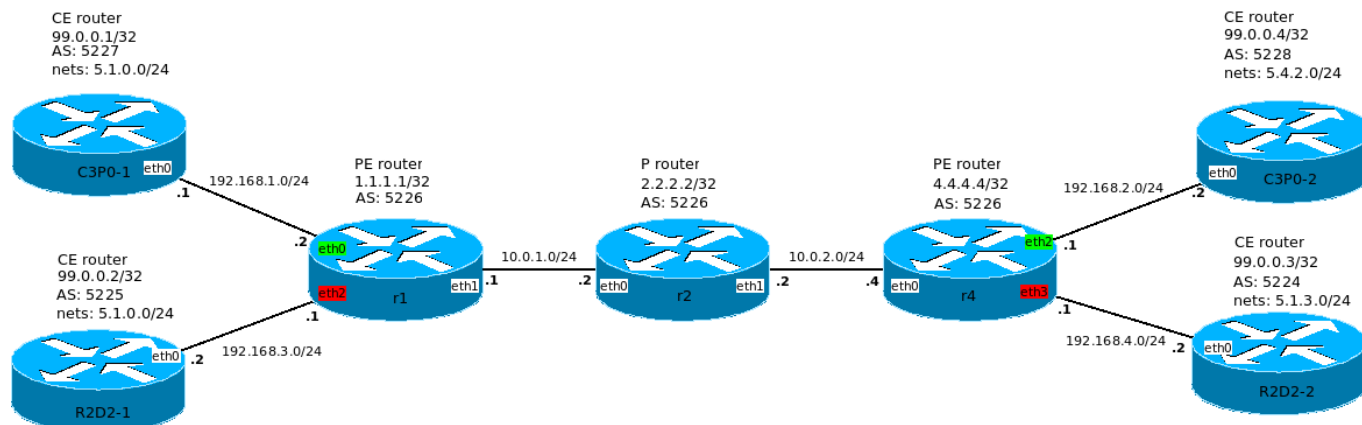 CE router
99.0.0.1/32
AS: 5227
nets: 5.1.0.0/24
eth0
C3P0-1
192.168.1.0/24
.1
CE router
99.0.0.2/32
AS: 5225
nets: 5.1.0.0/24
eth0
R2D2-1
.2
192.168.3.0/24
PE router
1.1.1.1/32
AS: 5226
.2
eth0
eth2
.1
r1
eth1
.1
10.0.1.0/24
.2
P router
2.2.2.2/32
AS: 5226
eth0
r2
eth1
.2
10.0.2.0/24
.4
PE router
4.4.4.4/32
AS: 5226
eth0
r4
eth2
.1
eth3
.1
192.168.2.0/24
.2
CE router
99.0.0.4/32
AS: 5228
nets: 5.4.2.0/24
eth0
C3P0-2
192.168.4.0/24
.2
CE router
99.0.0.3/32
AS: 5224
nets: 5.1.3.0/24
eth0
R2D2-2